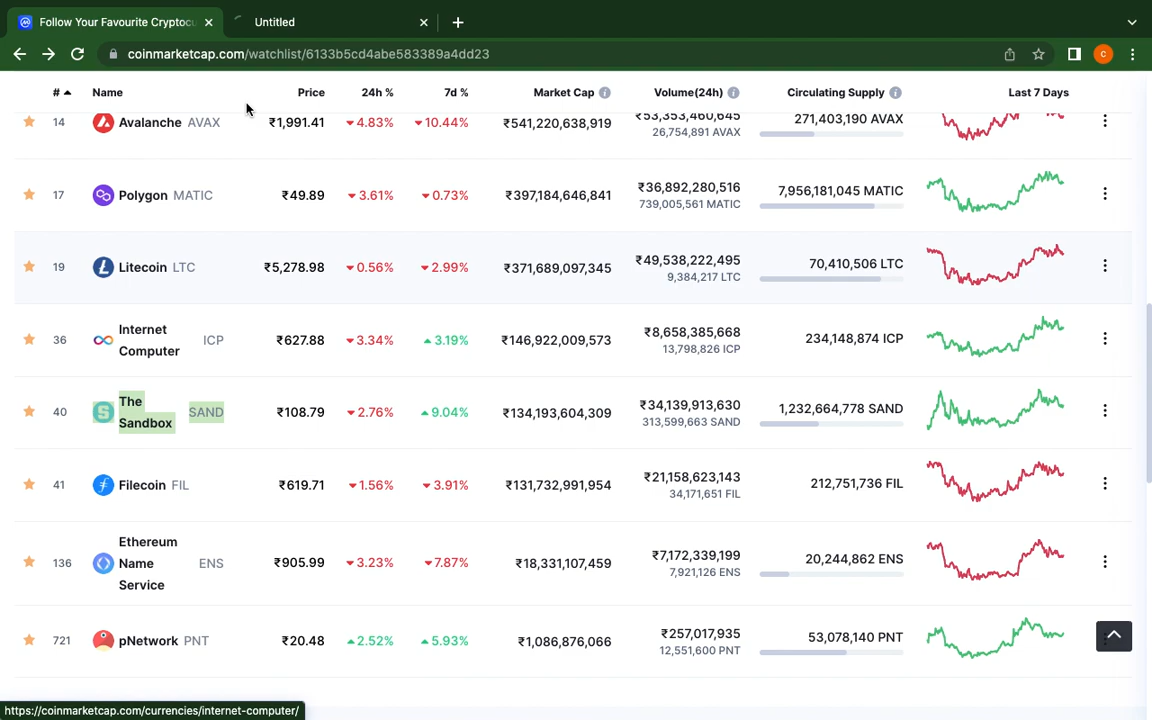 Follow Your Favourite Cryptocu
Untitled
coinmarketcap.com/watchlist/6133b5cd4abe583389a4dd23
C
# Name Price 24h % 7d % Market Cap Volume(24h) Circulating Supply Last 7 Days
14 Avalanche AVAX ₹1,991.41 4.83% 10.44% ₹541,220,638,919 ₹53,353,460,645 271,403,190 AVAX
26,754,891 AVAX
17 Polygon MATIC ₹49.89 3.61% 0.73% ₹397,184,646,841 ₹36,892,280,516 7,956,181,045 MATIC
739,005,561 MATIC
19 Litecoin LTC ₹5,278.98 0.56% 2.99% ₹371,689,097,345 ₹49,538,222,495 70,410,506 LTC
9,384,217 LTC
36 Internet Computer ICP ₹627.88 3.34% 3.19% ₹146,922,009,573 ₹8,658,385,668 234,148,874 ICP
13,798,826 ICP
40 The Sandbox SAND ₹108.79 2.76% 9.04% ₹134,193,604,309 ₹34,139,913,630 1,232,664,778 SAND
313,599,663 SAND
41 Filecoin FIL ₹619.71 1.56% 3.91% ₹131,732,991,954 ₹21,158,623,143 212,751,736 FIL
34,171,651 FIL
136 Ethereum Name Service ENS ₹905.99 3.23% 7.87% ₹18,331,107,459 ₹7,172,339,199 20,244,862 ENS
7,921,126 ENS
721 pNetwork PNT ₹20.48 2.52% 5.93% ₹1,086,876,066 ₹257,017,935 53,078,140 PNT
12,551,600 PNT
https://coinmarketcap.com/currencies/internet-computer/